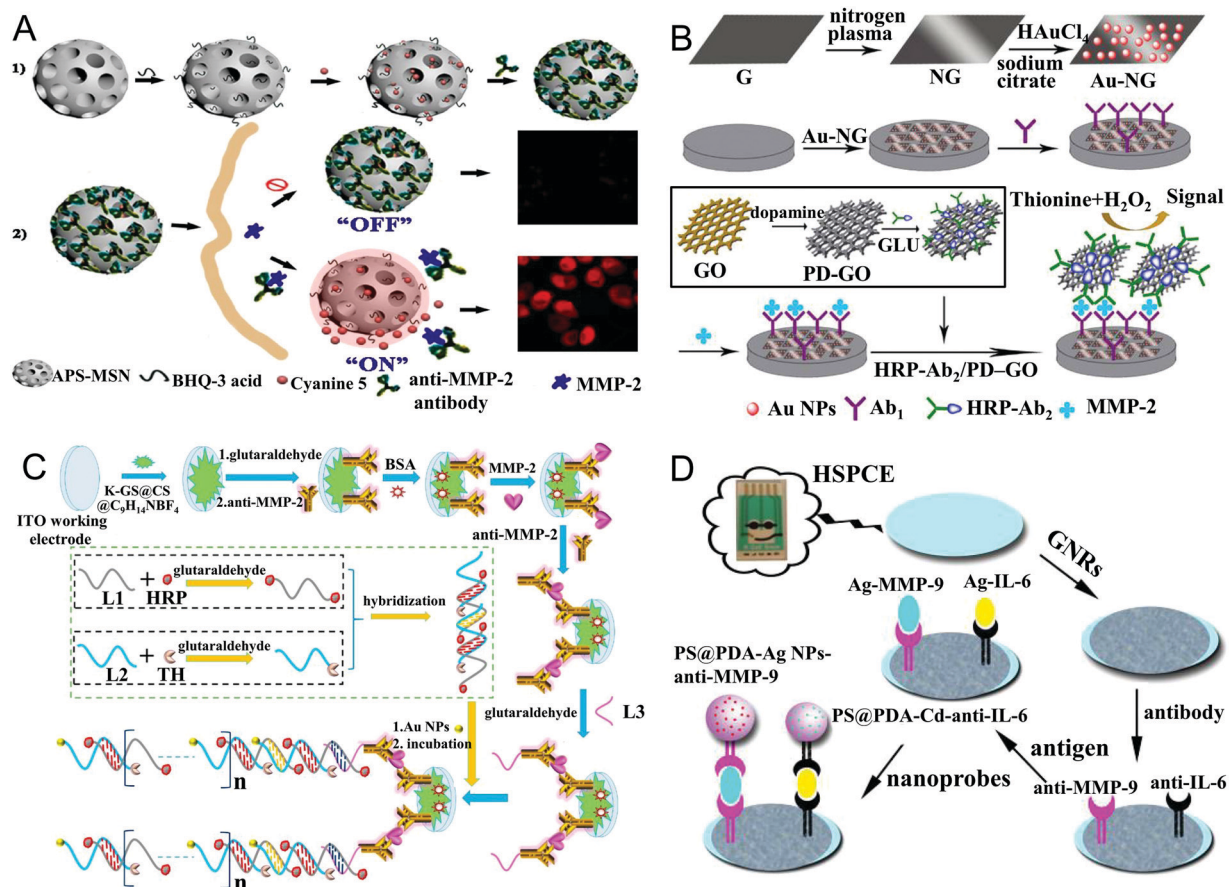 A
1)
2)
"OFF"
"ON"
APS-MSN
BHQ-3 acid
Cyanine 5
anti-MMP-2
antibody
MMP-2
B
nitrogen
plasma
HAuCl4
sodium
citrate
G
NG
Au-NG
Au-NG
Thionine+H2O2
Signal
dopamine
GLU
GO
PD-GO
HRP-Ab2/PD–GO
Au NPs
Ab1
HRP-Ab2
MMP-2
C
K-GS@CS
@C9H14NBF4
ITO working
electrode
1.glutaraldehyde
2.anti-MMP-2
BSA
MMP-2
anti-MMP-2
L1
+
HRP
glutaraldehyde
hybridization
L2
+
TH
glutaraldehyde
glutaraldehyde
L3
1.Au NPs
2. incubation
n
n
D
HSPCE
GNRs
Ag-MMP-9
Ag-IL-6
PS@PDA-Ag NPs-
anti-MMP-9
PS@PDA-Cd-anti-IL-6
antibody
antigen
nanoprobes
anti-MMP-9
anti-IL-6